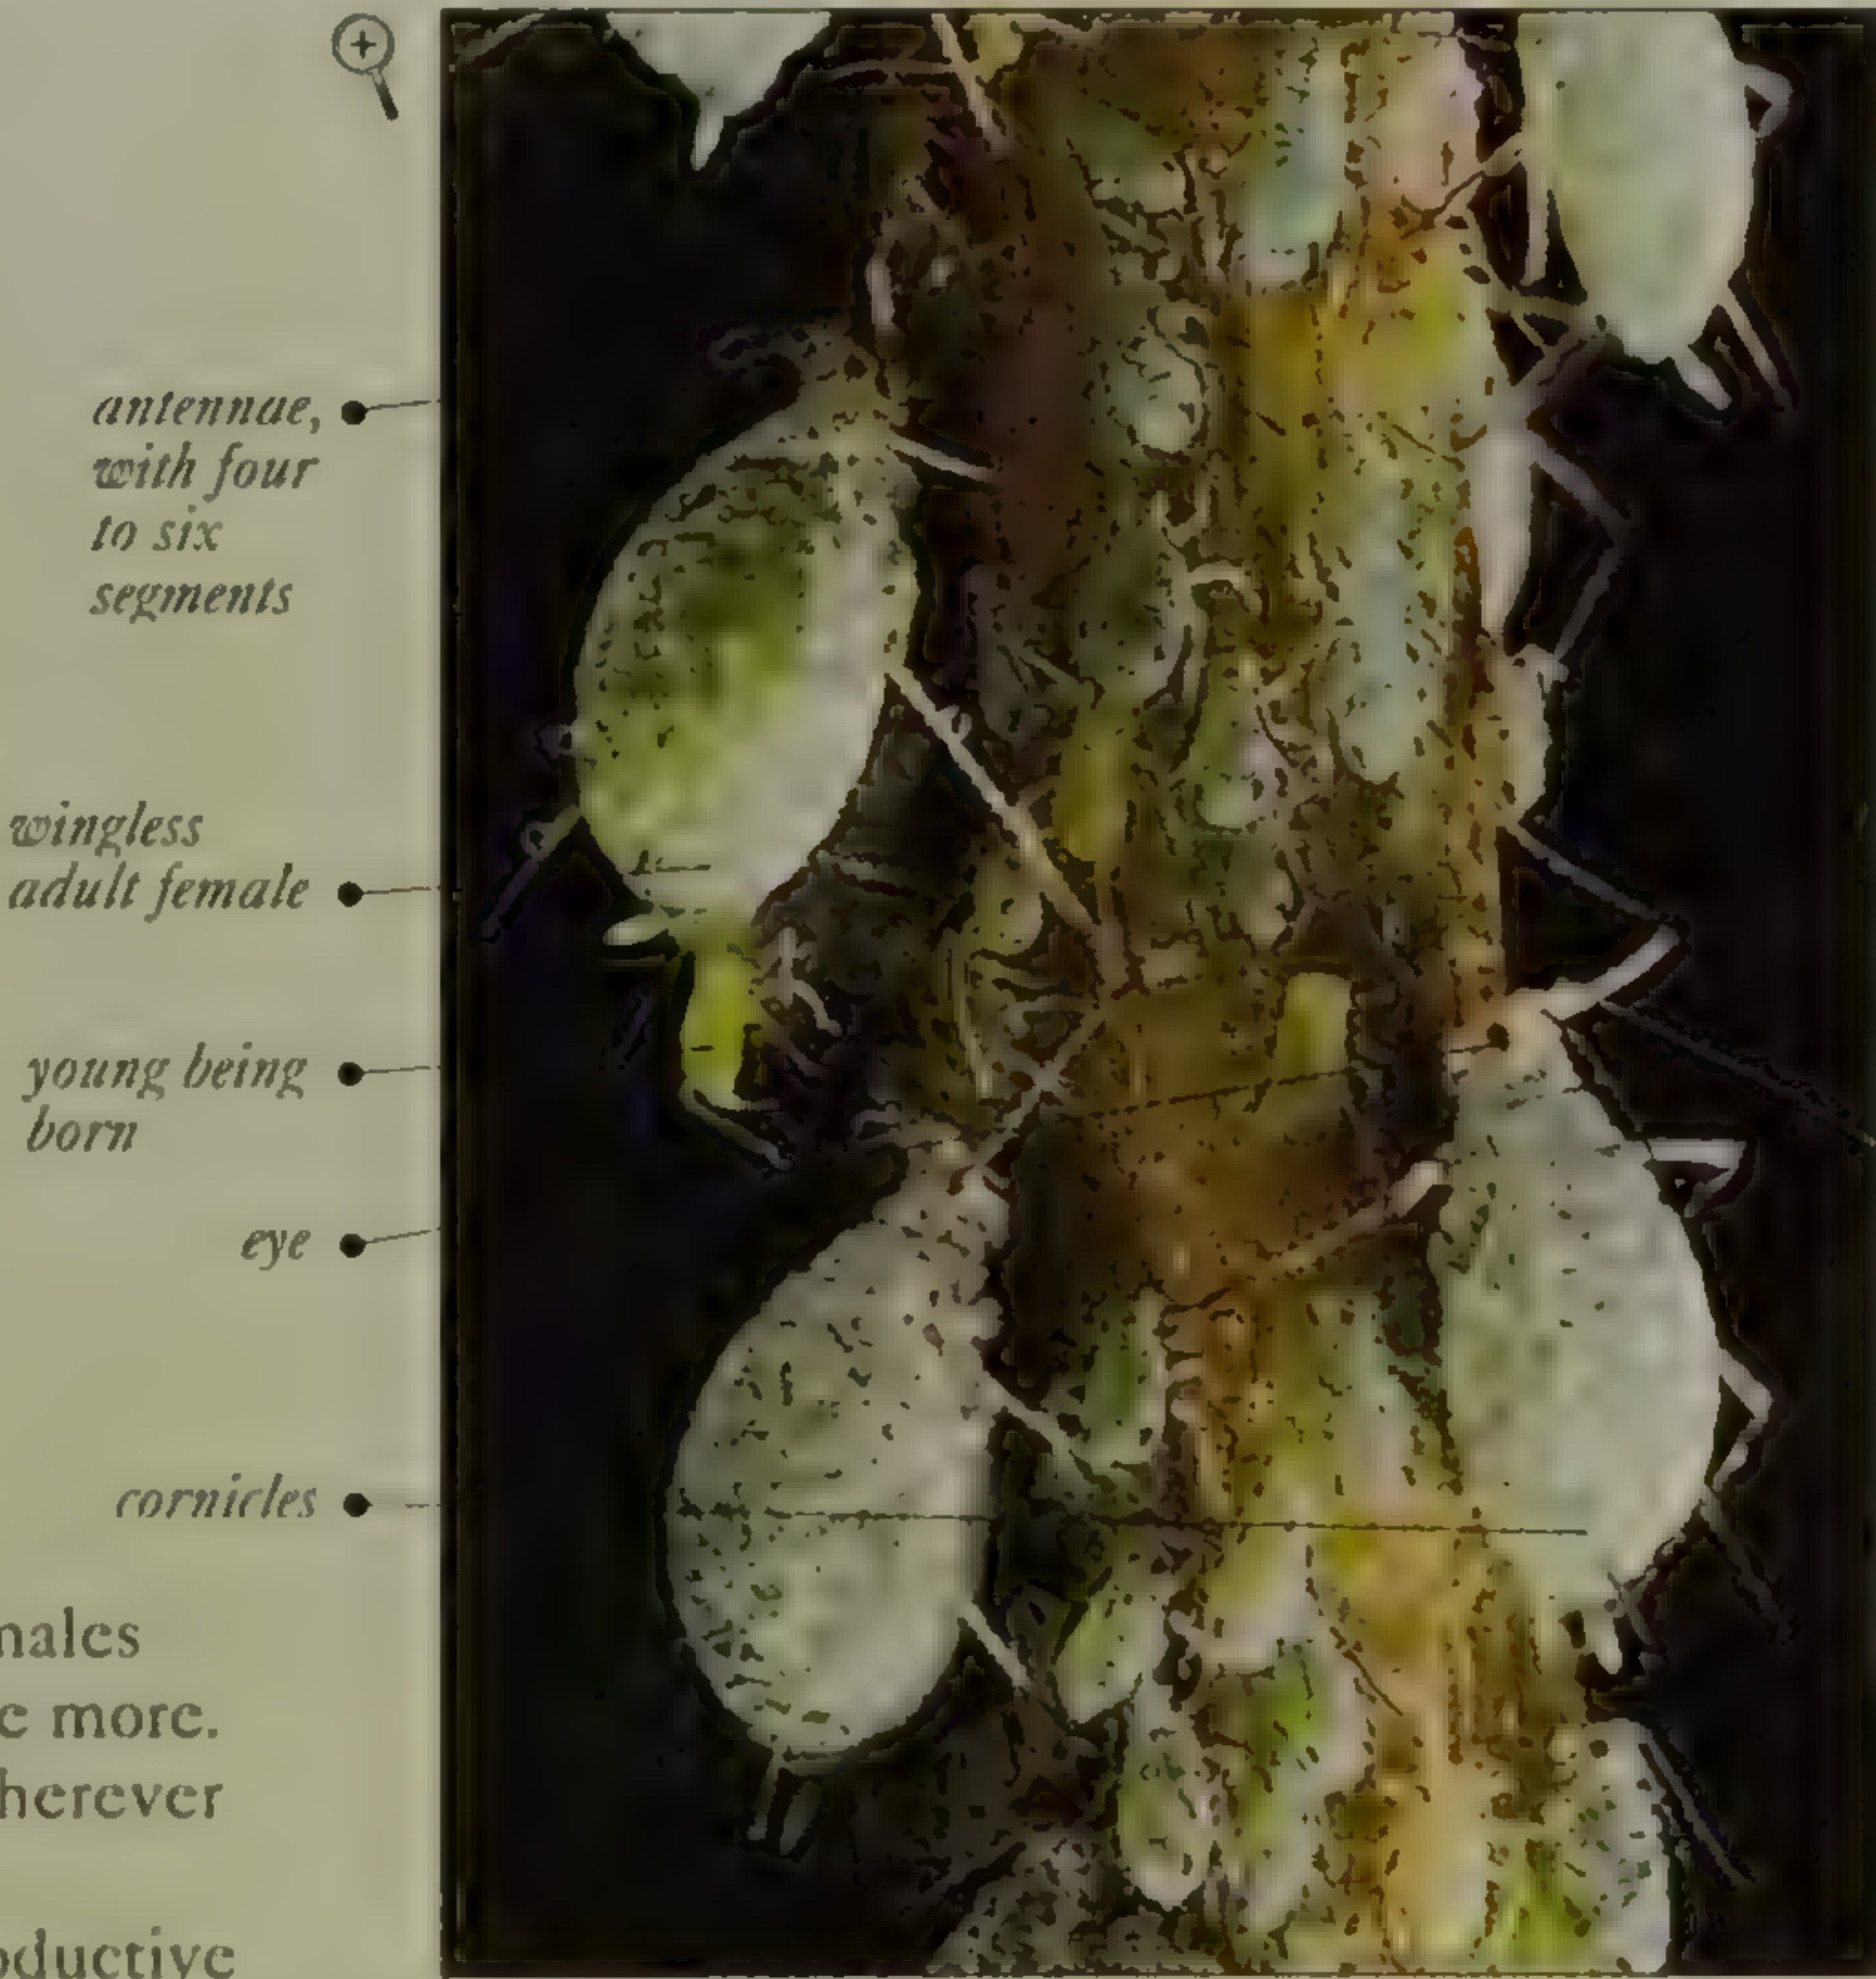 antennae,
with four
to six
segments
wingless
adult female
young being
born
eye
cornicles
males
e more.
herever
oductive